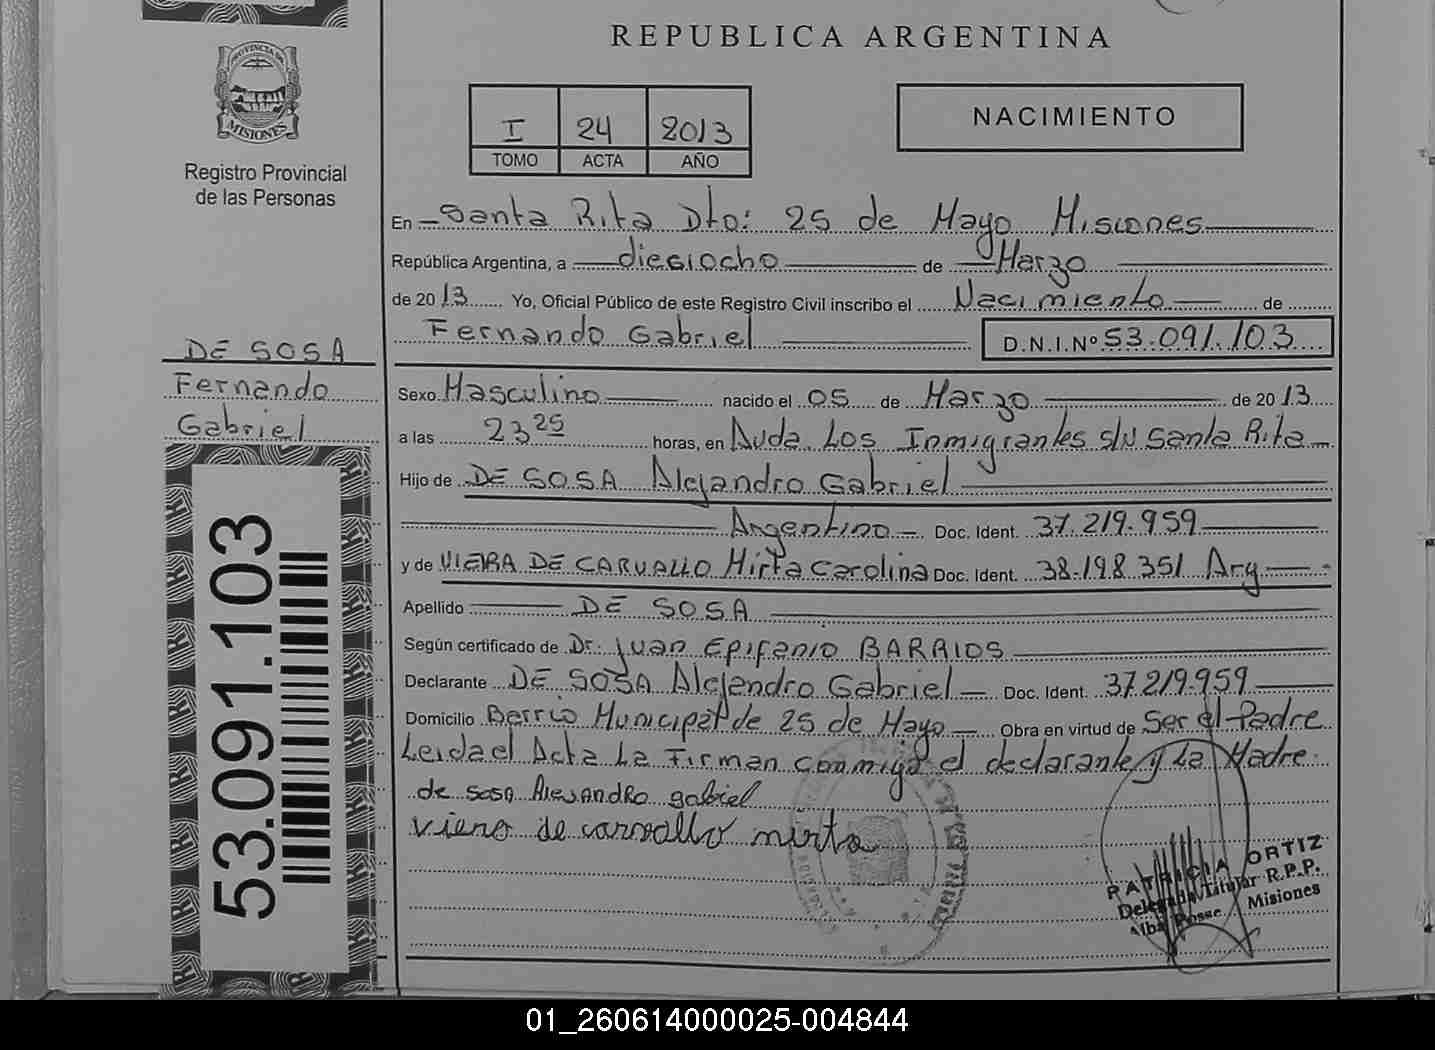 REPUBLICA ARGENTINA
PROVINCIA DE
MISIONES
Registro Provincial
de las Personas
I 24 2013
TOMO ACTA AÑO
NACIMIENTO
En Santa Rita Dto: 25 de Mayo Misiones
República Argentina, a dieciocho de Marzo
de 2013 Yo, Oficial Público de este Registro Civil inscribo el Nacimiento de
Fernando Gabriel D.N.I.Nº 53.091.103
DE SOSA
Fernando
Gabriel
53.091.103
Sexo Masculino nacido el 05 de Marzo de 2013
a las 23 25 horas, en Avda. Los Inmigrantes s/N Santa Rita
Hijo de DE SOSA Alejandro Gabriel
Argentino Doc. Ident. 37.219.959
y de VIEIRA DE CARVALLO Mirta Carolina Doc. Ident. 38.198.351 Arg
Apellido DE SOSA
Según certificado de Dr. Juan Epifanio BARRIOS
Declarante DE SOSA Alejandro Gabriel Doc. Ident. 37.219.959
Domicilio Barrio Municipal de 25 de Mayo Obra en virtud de Ser el Padre
Leida el Acta La Firman conmigo el declarante y La Madre.
de sosa Alejandro gabriel
viero de carvallo mirta
PATRICIA ORTIZ
Delegada Titular R.P.P.
Alba Posse Misiones
01_260614000025-004844